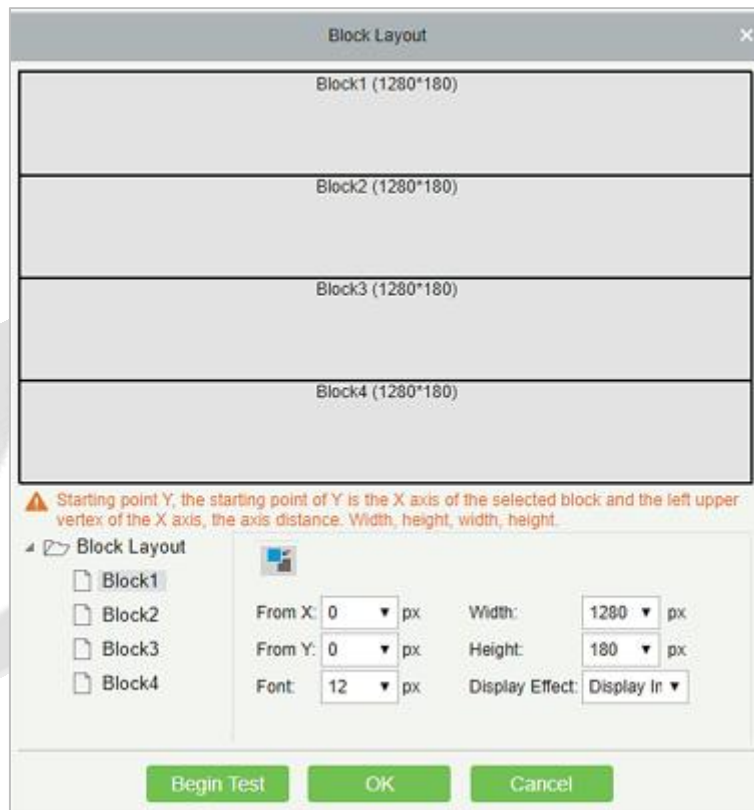 Block Layout
Block1 (1280*180)
Block2 (1280*180)
Block3 (1280*180)
Block4 (1280*180)
Starting point Y, the starting point of Y is the X axis of the selected block and the left upper
vertex of the X axis, the axis distance. Width, height, width, height.
Block Layout
Block1
Block2
Block3
Block4
From X: 0 px Width: 1280 px
From Y: 0 px Height: 180 px
Font: 12 px Display Effect: Display In
Begin Test OK Cancel